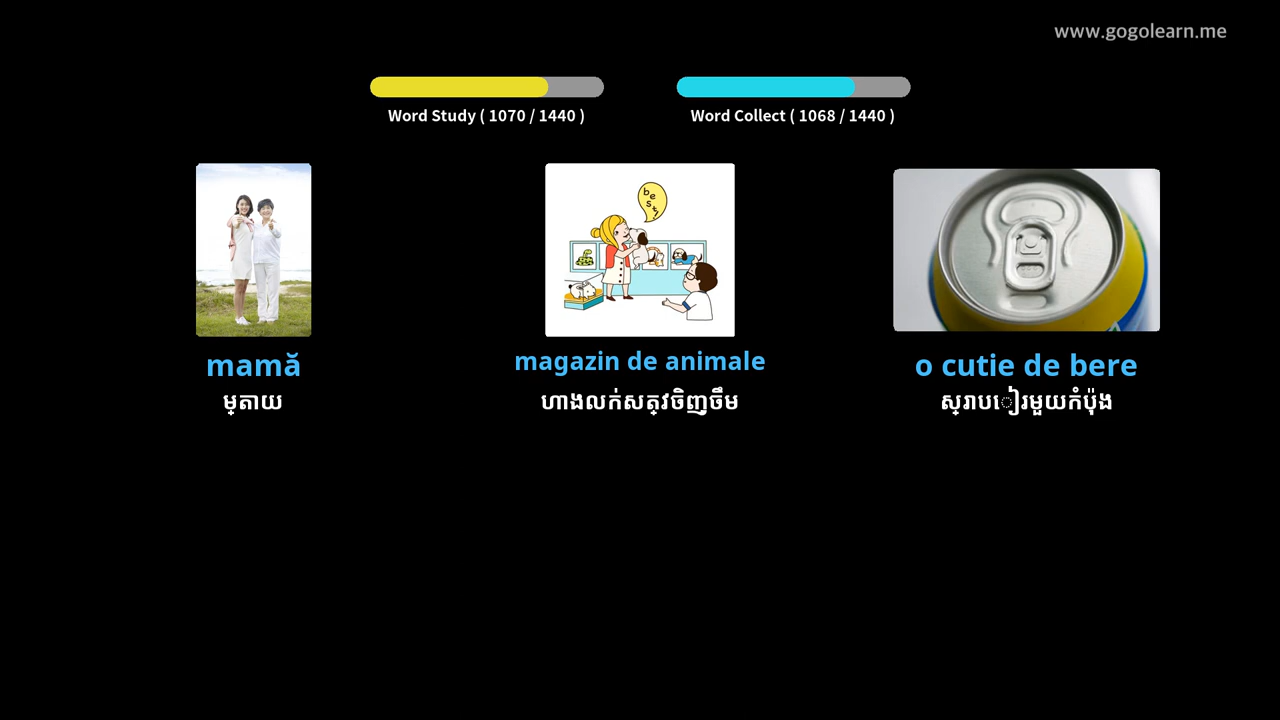 www.gogolearn.me
Word Study ( 1070 / 1440 )
Word Collect ( 1068 / 1440 )
be
st
mamă
magazin de animale
o cutie de bere
ម្តាយ
ហាងលក់សត្វចិញ្ចឹម
ស្រាបៀរមួយកំប៉ុង